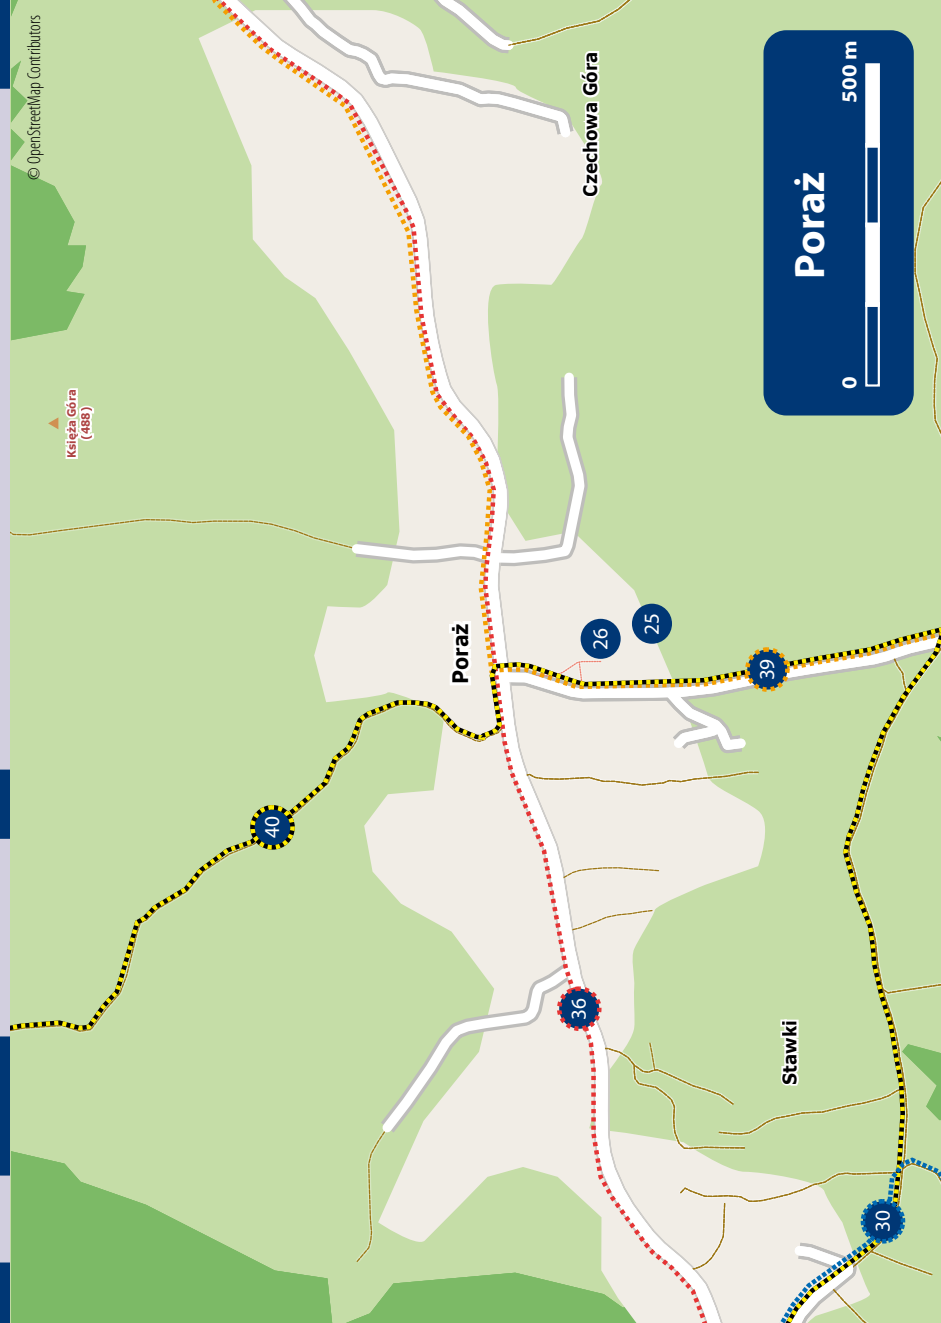 © OpenStreetMap Contributors
Księża Góra
(488)
Czechowa Góra
Poraż
0
500 m
Poraż
26
25
39
40
36
Stawki
30